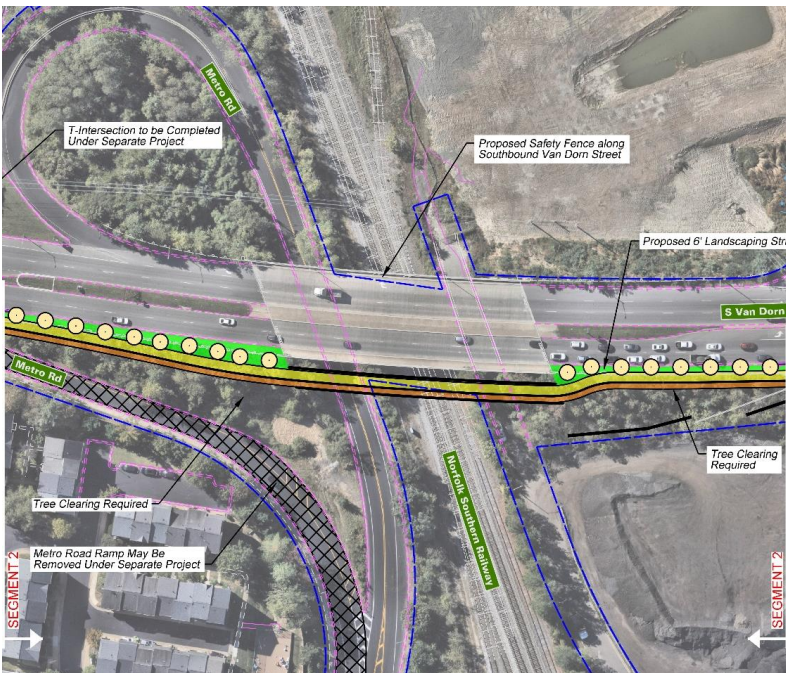 Metro Rd
T-Intersection to be Completed
Under Separate Project
Proposed Safety Fence along
Southbound Van Dorn Street
Proposed 6' Landscaping
S Van Dorn
Metro Rd
Tree Clearing
Required
Tree Clearing Required
Norfolk Southern Railway
Metro Road Ramp May Be
Removed Under Separate Project
SEGMENT 2
SEGMENT 2